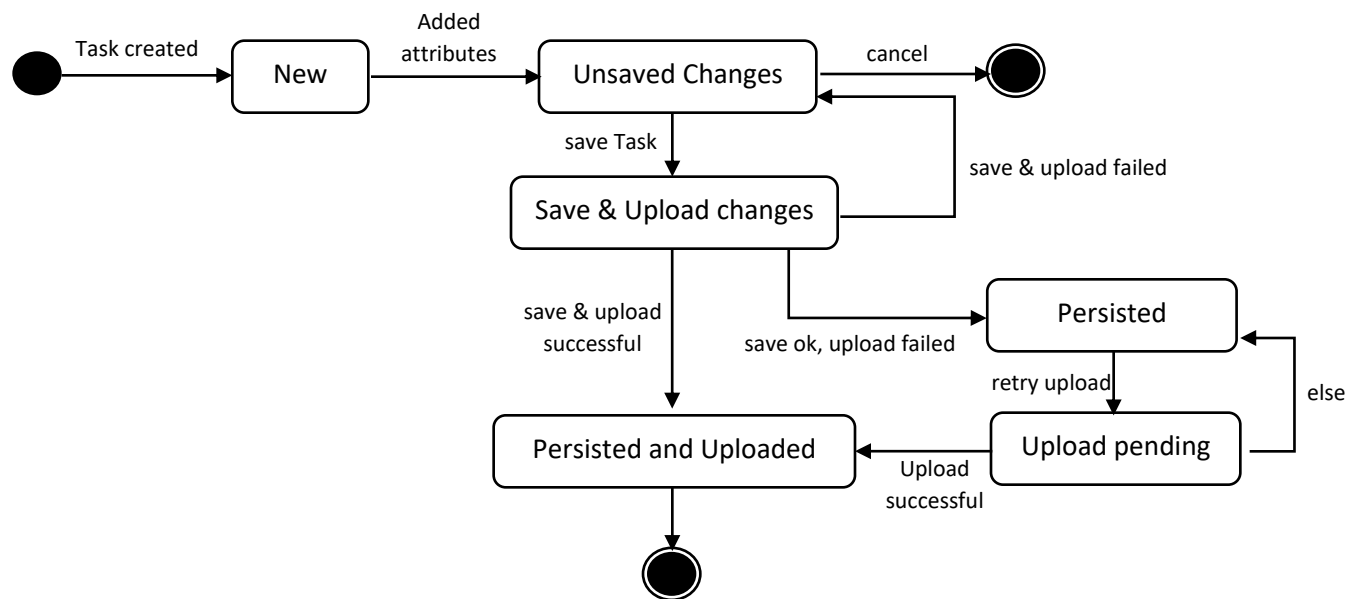 Task created
New
Added
attributes
Unsaved Changes
cancel
save Task
save & upload failed
Save & Upload changes
save & upload
successful
save ok, upload failed
Persisted
retry upload
else
Persisted and Uploaded
Upload
successful
Upload pending